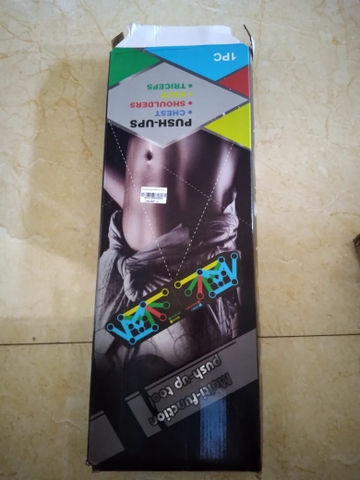 1PC
PUSH-UPS
• CHEST
• SHOULDERS
• TRICEPS
Multi-function
push-up tool